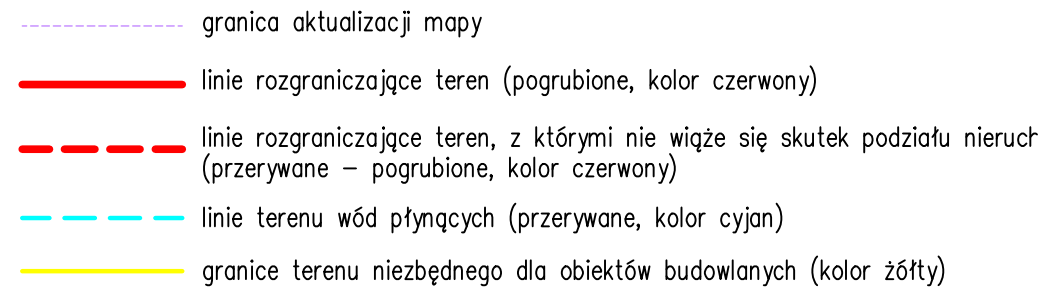 granica aktualizacji mapy
linie rozgraniczające teren (pogrubione, kolor czerwony)
linie rozgraniczające teren, z którymi nie wiąże się skutek podziału nieruch
(przerywane – pogrubione, kolor czerwony)
linie terenu wód płynących (przerywane, kolor cyjan)
granice terenu niezbędnego dla obiektów budowlanych (kolor żółty)